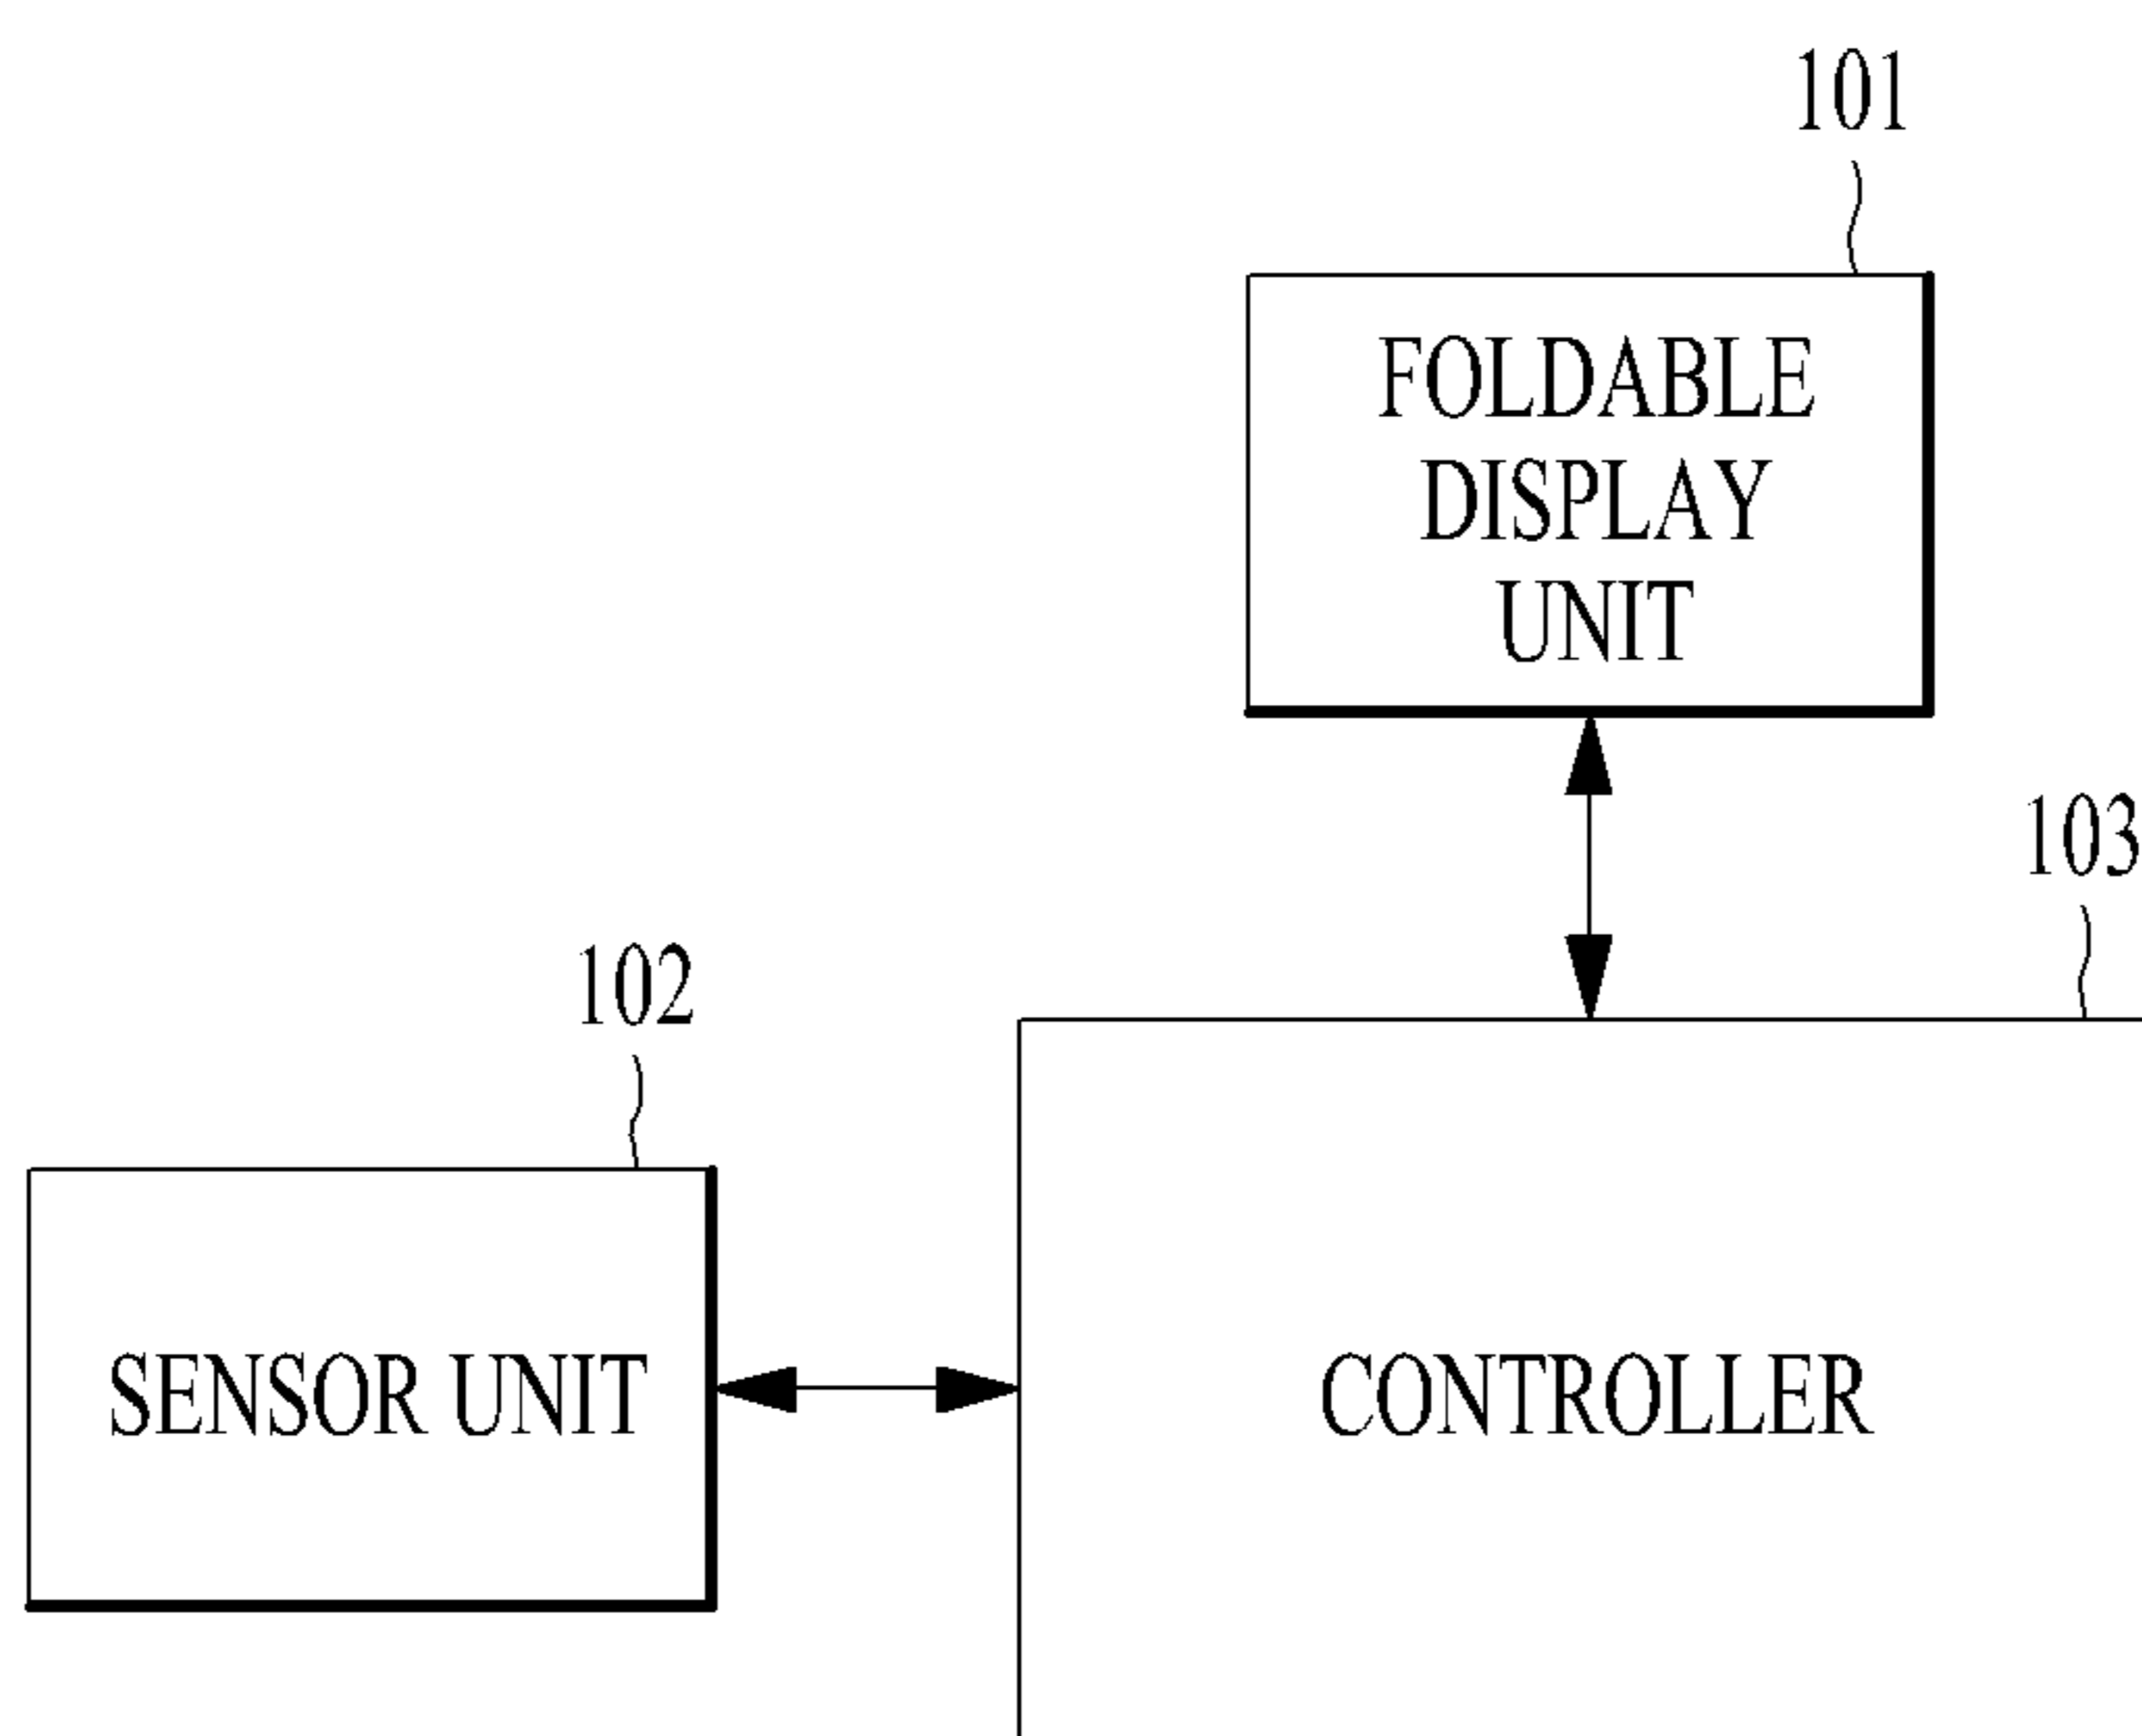 101
FOLDABLE
DISPLAY
UNIT
103
102
SENSOR UNIT
CONTROLLER